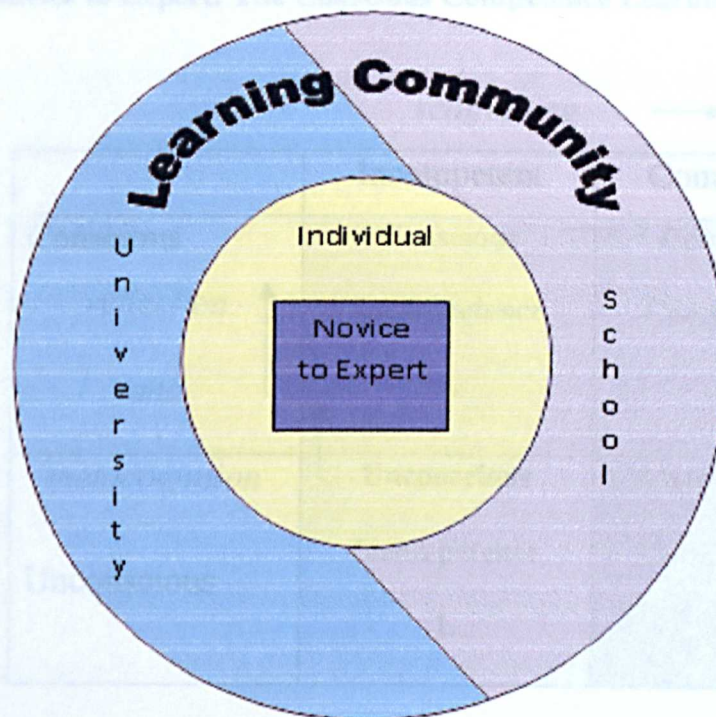 Learning Community
University
School
Individual
Novice
to Expert